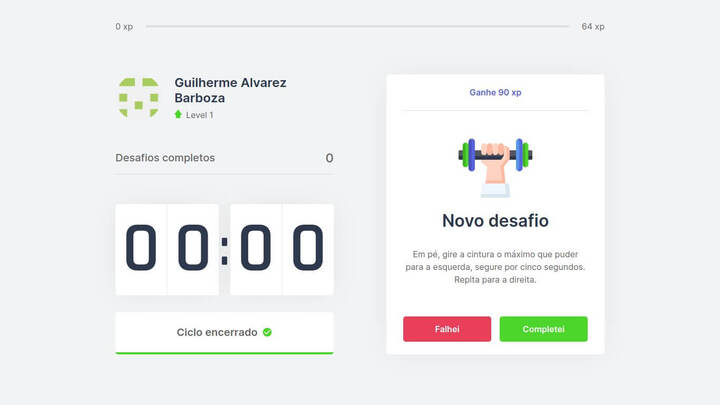 0 xp
64 xp
Guilherme Alvarez
Barboza
Level 1
Desafios completos
0
00:00
Ciclo encerrado
Ganhe 90 xp
Novo desafio
Em pé, gire a cintura o máximo que puder
para a esquerda, segure por cinco segundos.
Repita para a direita.
Falhei
Completei